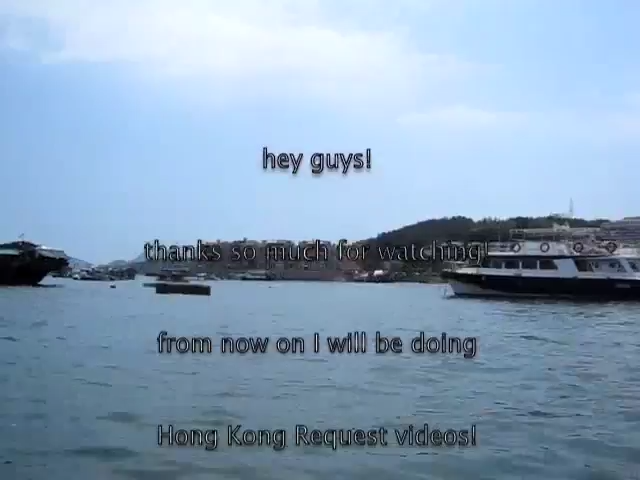 hey guys!
thanks so much for watching!
from now on I will be doing
Hong Kong Request videos!